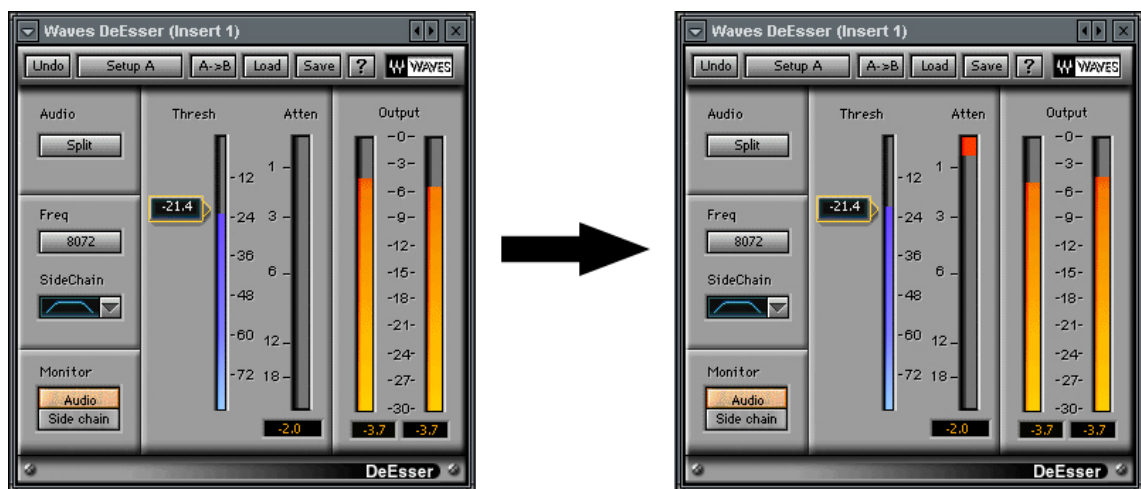 Waves DeEsser (Insert 1)
Undo Setup A A->B Load Save ? WAVES
Audio
Split
Freq
8072
SideChain
Monitor
Audio
Side chain
Thresh Atten
-21.4
-12
-24
-36
-48
-60
-72
1
3
6
12
18
-2.0
Output
-0-
-3-
-6-
-9-
-12-
-15-
-18-
-21-
-24-
-27-
-30-
-3.7 -3.7
DeEsser
Waves DeEsser (Insert 1)
Undo Setup A A->B Load Save ? WAVES
Audio
Split
Freq
8072
SideChain
Monitor
Audio
Side chain
Thresh Atten
-21.4
-12
-24
-36
-48
-60
-72
1
3
6
12
18
-2.0
Output
-0-
-3-
-6-
-9-
-12-
-15-
-18-
-21-
-24-
-27-
-30-
-3.7 -3.7
DeEsser